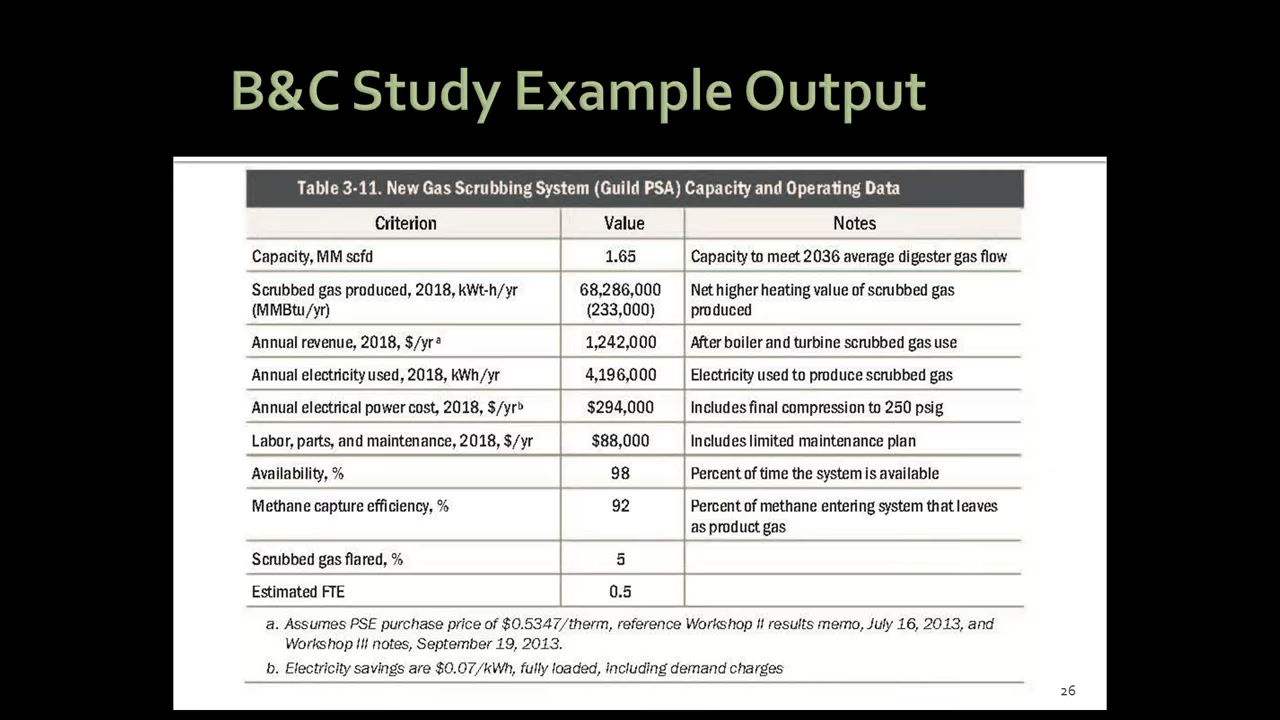 B&C Study Example Output
Table 3-11. New Gas Scrubbing System (Guild PSA) Capacity and Operating Data
Criterion Value Notes
Capacity, MM scfd 1.65 Capacity to meet 2036 average digester gas flow
Scrubbed gas produced, 2018, kWt-h/yr 68,286,000 Net higher heating value of scrubbed gas
(MMBtu/yr) (233,000) produced
Annual revenue, 2018, $/yr a 1,242,000 After boiler and turbine scrubbed gas use
Annual electricity used, 2018, kWh/yr 4,196,000 Electricity used to produce scrubbed gas
Annual electrical power cost, 2018, $/yr b $294,000 Includes final compression to 250 psig
Labor, parts, and maintenance, 2018, $/yr $88,000 Includes limited maintenance plan
Availability, % 98 Percent of time the system is available
Methane capture efficiency, % 92 Percent of methane entering system that leaves
as product gas
Scrubbed gas flared, % 5
Estimated FTE 0.5
a. Assumes PSE purchase price of $0.5347/therm, reference Workshop II results memo, July 16, 2013, and
Workshop III notes, September 19, 2013.
b. Electricity savings are $0.07/kWh, fully loaded, including demand charges
26